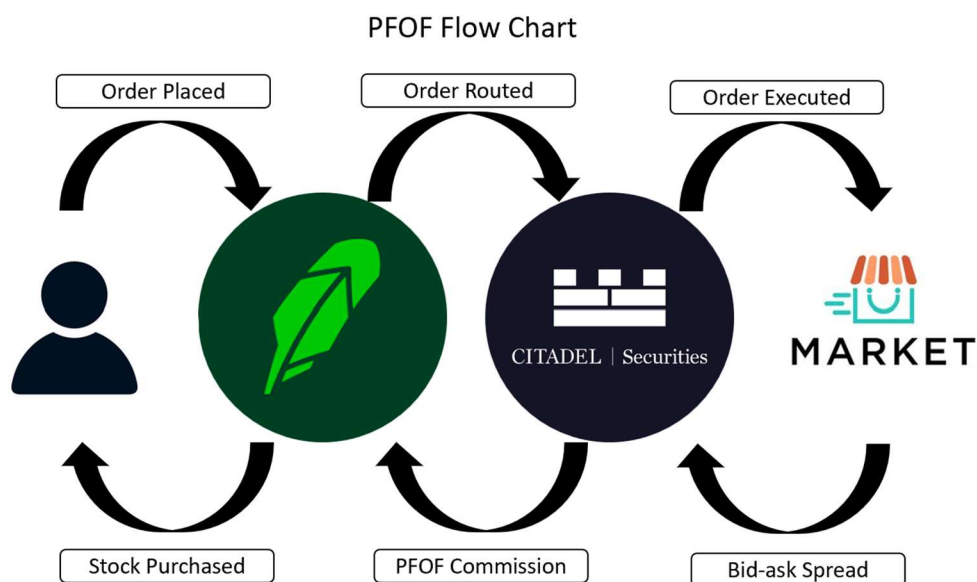 PFOF Flow Chart
Order Placed
Order Routed
Order Executed
CITADEL | Securities
MARKET
Stock Purchased
PFOF Commission
Bid-ask Spread